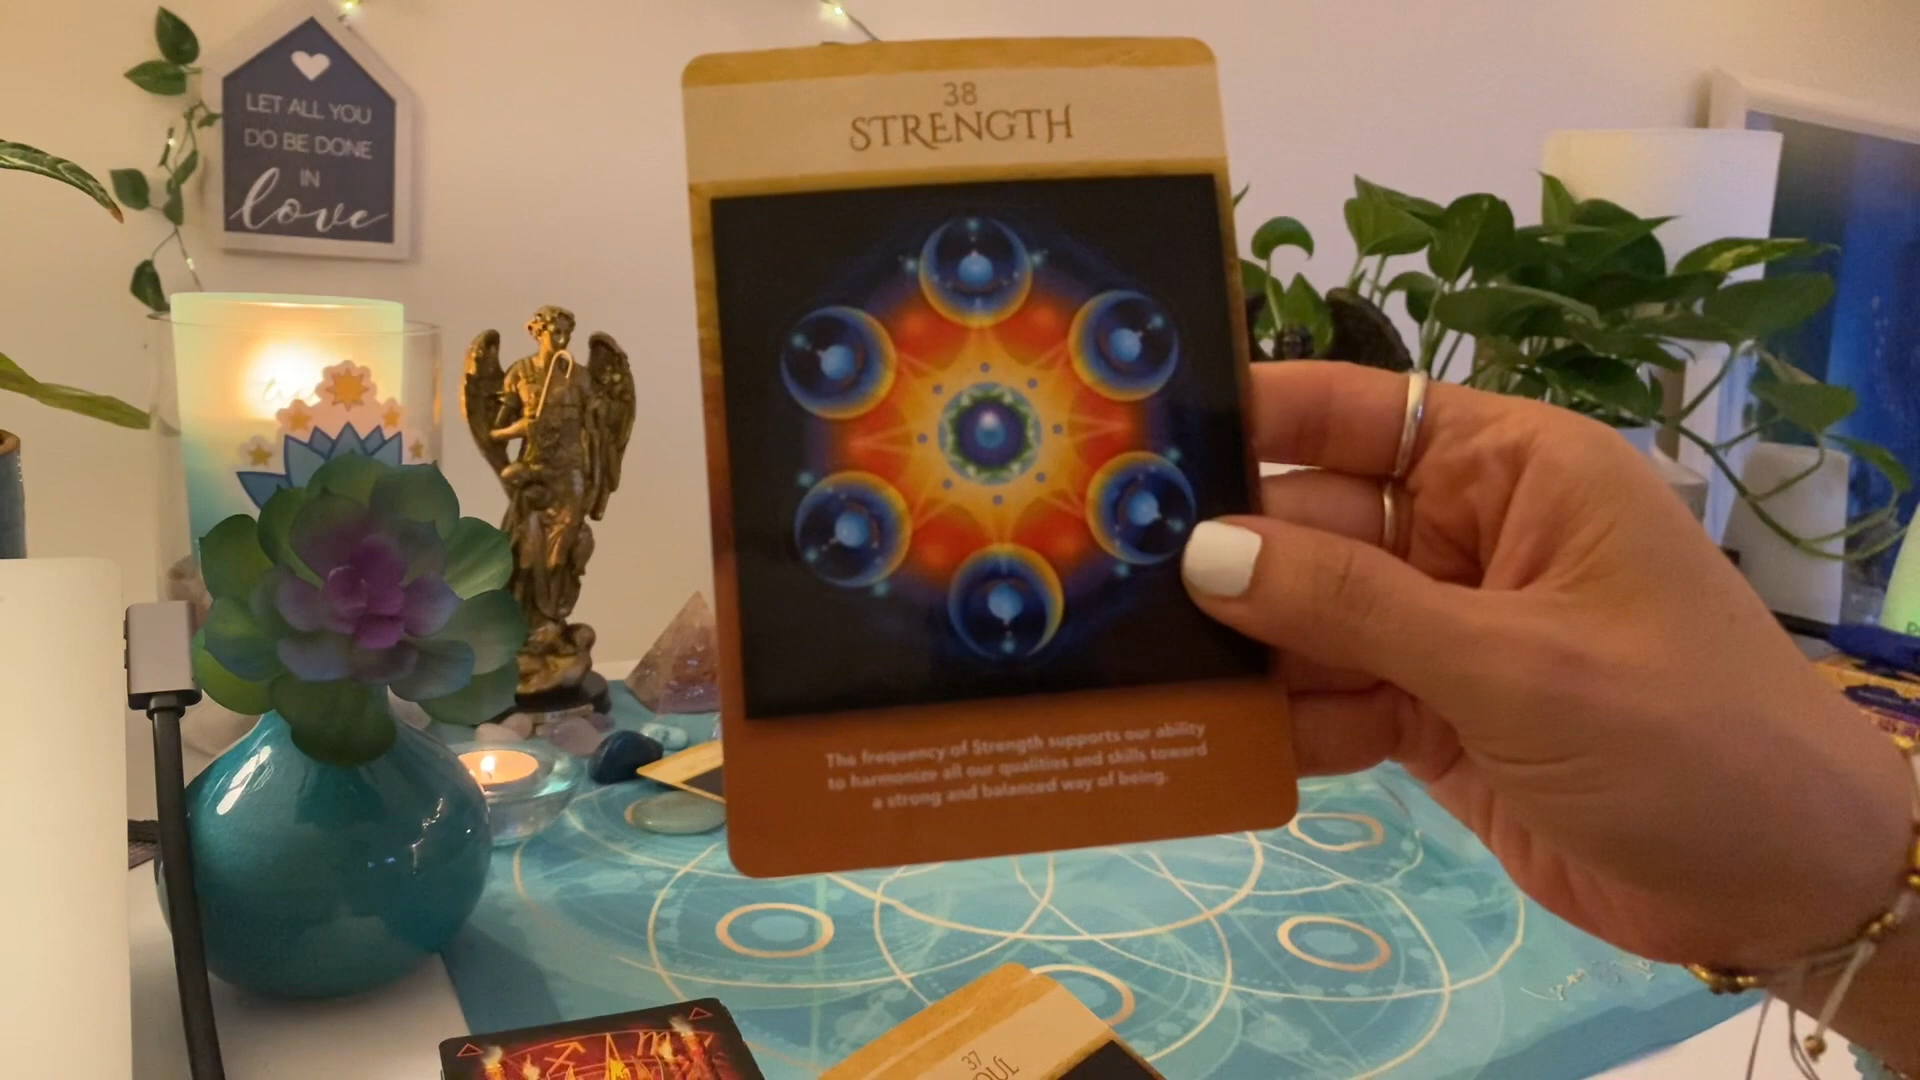 LET ALL YOU
DO BE DONE
IN
love
38
STRENGTH
The frequency of Strength supports our ability
to harmonize all our qualities and skills toward
a strong and balanced way of being.
37